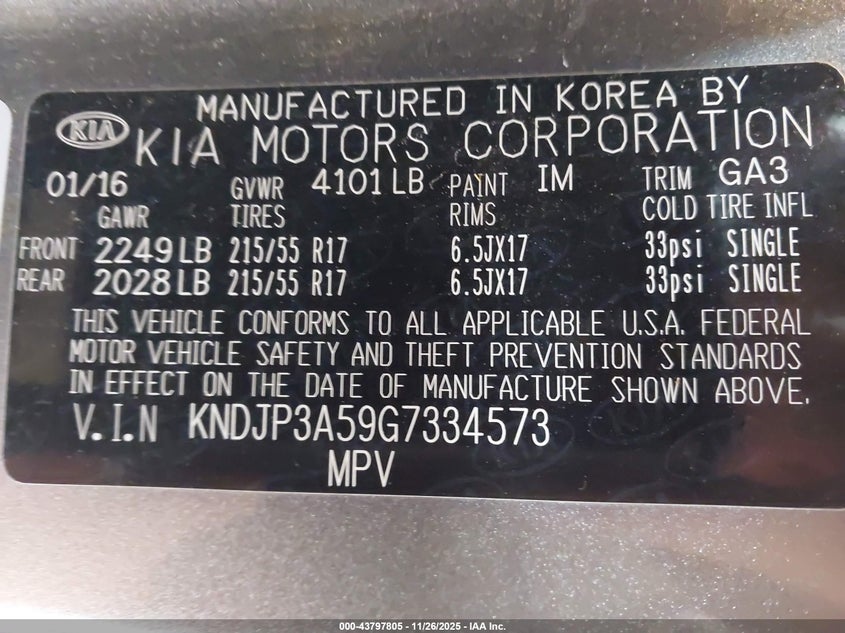 MANUFACTURED IN KOREA BY
KIA KIA MOTORS CORPORATION
01/16 GVWR 4101 LB PAINT IM TRIM GA3
GAWR TIRES RIMS COLD TIRE INFL
FRONT 2249 LB 215/55 R17 6.5JX17 33psi SINGLE
REAR 2028 LB 215/55 R17 6.5JX17 33psi SINGLE
THIS VEHICLE CONFORMS TO ALL APPLICABLE U.S.A. FEDERAL
MOTOR VEHICLE SAFETY AND THEFT PREVENTION STANDARDS
IN EFFECT ON THE DATE OF MANUFACTURE SHOWN ABOVE.
V.I.N KNDJP3A59G7334573
MPV
000-43797805 - 11/26/2025 - IAA Inc.